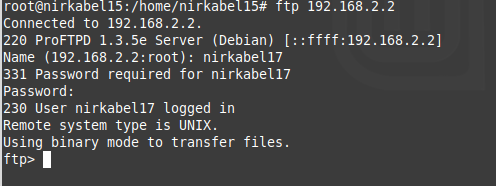 root@nirkabel15:/home/nirkabel15# ftp 192.168.2.2
Connected to 192.168.2.2.
220 ProFTPD 1.3.5e Server (Debian) [::ffff:192.168.2.2]
Name (192.168.2.2:root): nirkabel17
331 Password required for nirkabel17
Password:
230 User nirkabel17 logged in
Remote system type is UNIX.
Using binary mode to transfer files.
ftp>